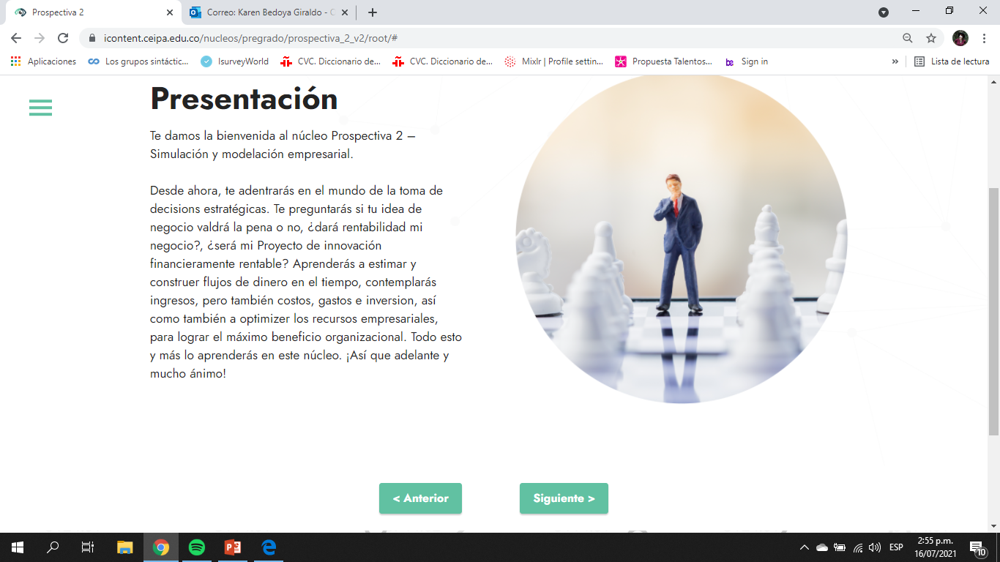 Prospectiva 2
Correo: Karen Bedoya Giraldo - C
icontent.ceipa.edu.co/nucleos/pregrado/prospectiva_2_v2/root/#
Aplicaciones
Los grupos sintáctic...
IsurveyWorld
CVC. Diccionario de...
CVC. Diccionario de...
Mixlr | Profile settin...
Propuesta Talentos...
be
Sign in
»
Lista de lectura
Presentación
Te damos la bienvenida al núcleo Prospectiva 2 –
Simulación y modelación empresarial.
Desde ahora, te adentrarás en el mundo de la toma de
decisions estratégicas. Te preguntarás si tu idea de
negocio valdrá la pena o no, ¿dará rentabilidad mi
negocio?, ¿será mi Proyecto de innovación
financieramente rentable? Aprenderás a estimar y
construer flujos de dinero en el tiempo, contemplarás
ingresos, pero también costos, gastos e inversion, así
como también a optimizer los recursos empresariales,
para lograr el máximo beneficio organizacional. Todo esto
y más lo aprenderás en este núcleo. ¡Así que adelante y
mucho ánimo!
< Anterior
Siguiente >
ESP
2:55 p.m.
16/07/2021
10